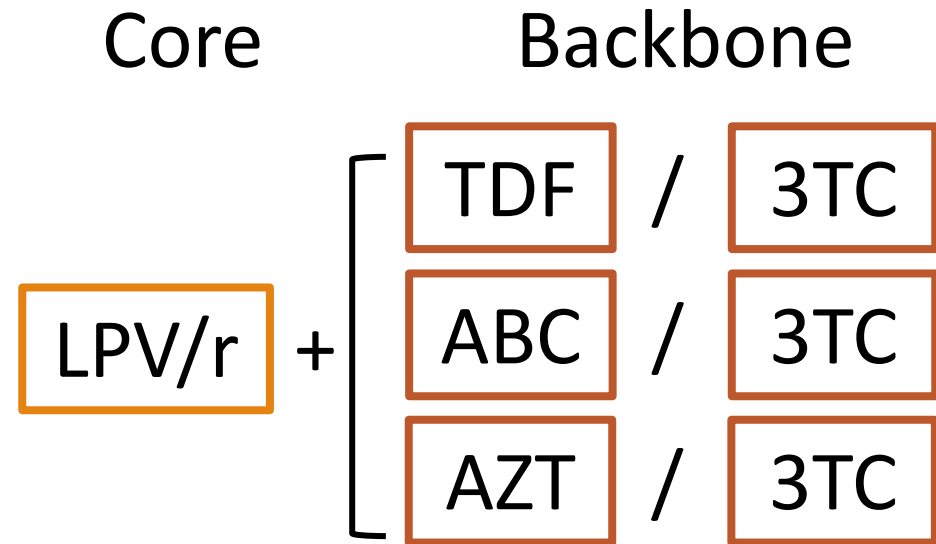 Core Backbone
TDF / 3TC
LPV/r + ABC / 3TC
AZT / 3TC